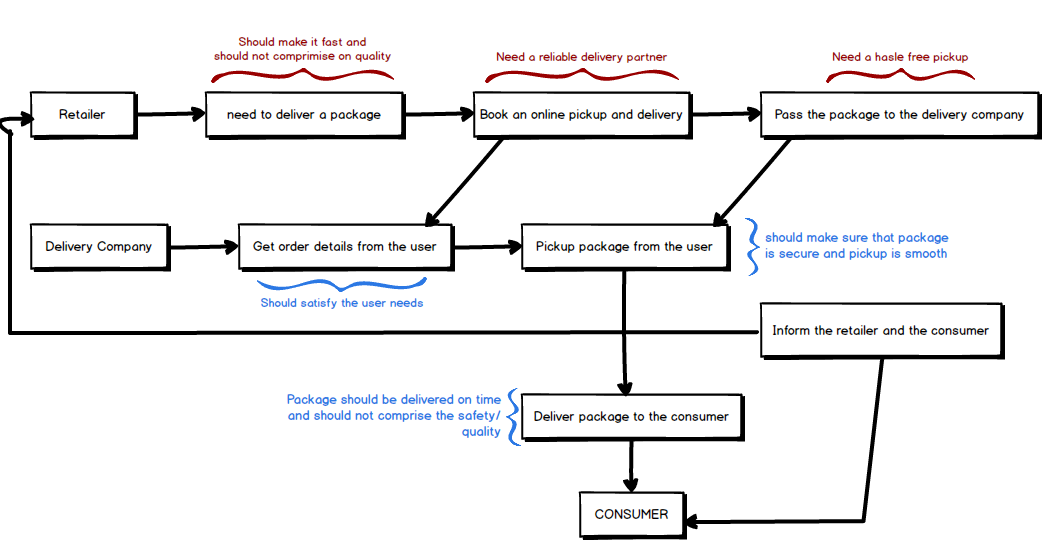 Should make it fast and
should not comprimise on quality
Need a reliable delivery partner
Need a hasle free pickup
Retailer
need to deliver a package
Book an online pickup and delivery
Pass the package to the delivery company
Delivery Company
Get order details from the user
Pickup package from the user
should make sure that package
is secure and pickup is smooth
Should satisfy the user needs
Inform the retailer and the consumer
Package should be delivered on time
and should not comprise the safety/
quality
Deliver package to the consumer
CONSUMER